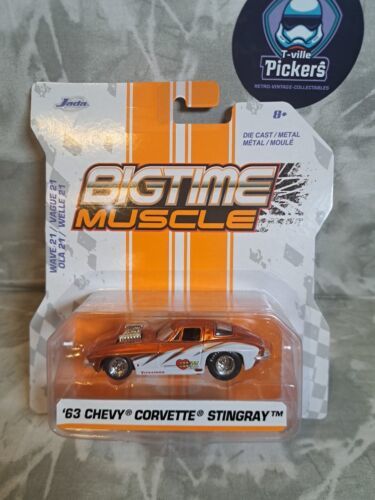 T-ville
Pickers
RETRO-VINTAGE-COLLECTABLES
Jada
8+
DIE CAST / METAL
MÉTAL / MOULÉ
BIGTIME
MUSCLE
WAVE 21 / VAGUE 21
OLA 21 / WELLE 21
'63 CHEVY® CORVETTE® STINGRAY™